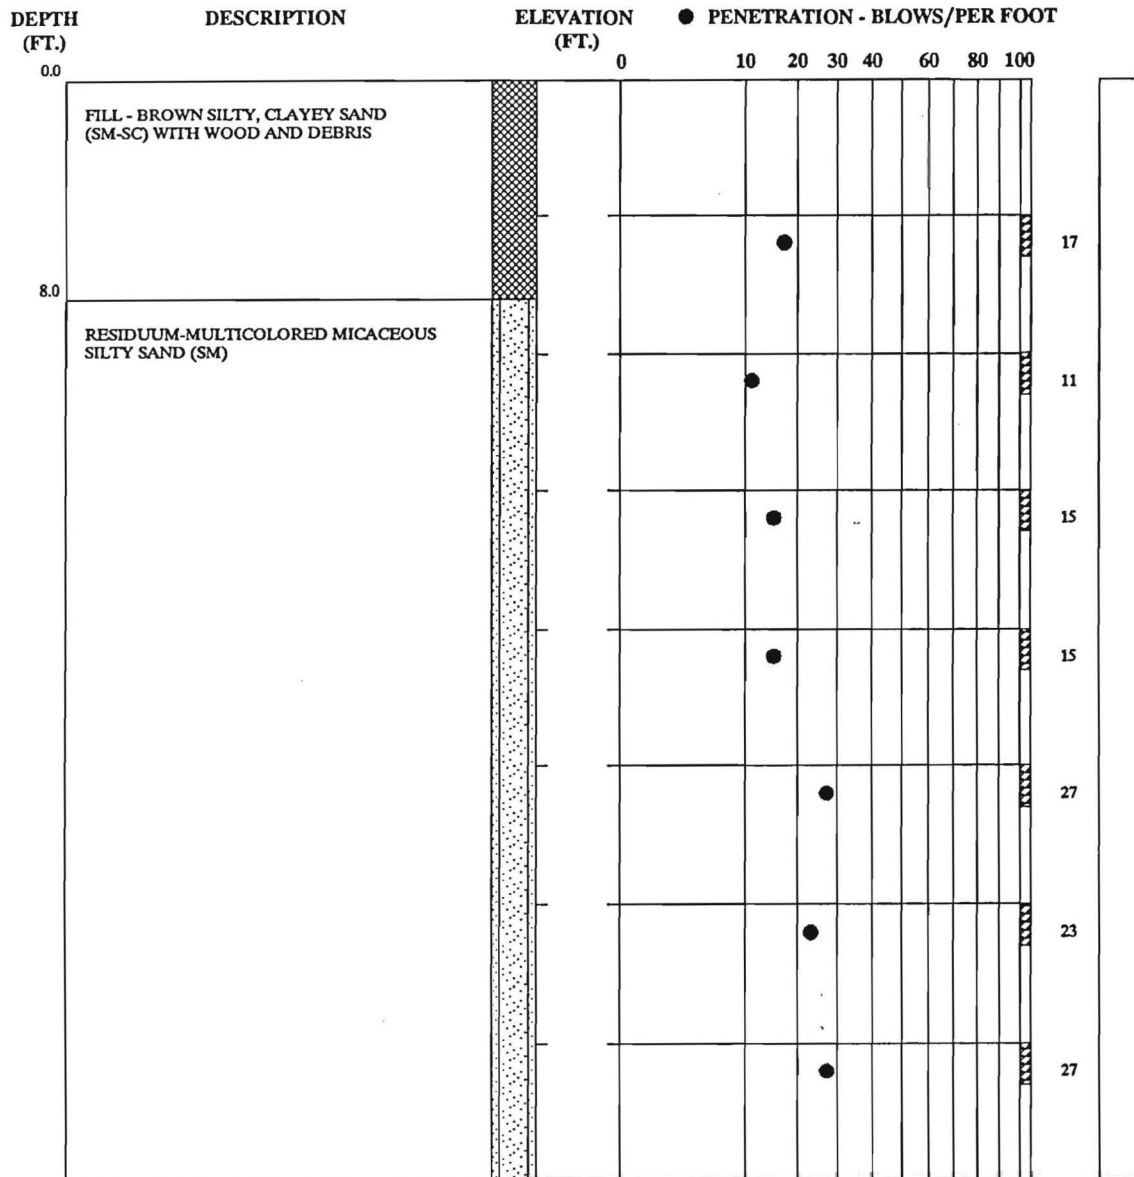 DEPTH DESCRIPTION ELEVATION ● PENETRATION - BLOWS/PER FOOT
(FT.) (FT.)
0 10 20 30 40 60 80 100
0.0
FILL - BROWN SILTY, CLAYEY SAND
(SM-SC) WITH WOOD AND DEBRIS
17
8.0
RESIDUUM-MULTICOLORED MICACEOUS
SILTY SAND (SM)
11
15
15
27
23
27